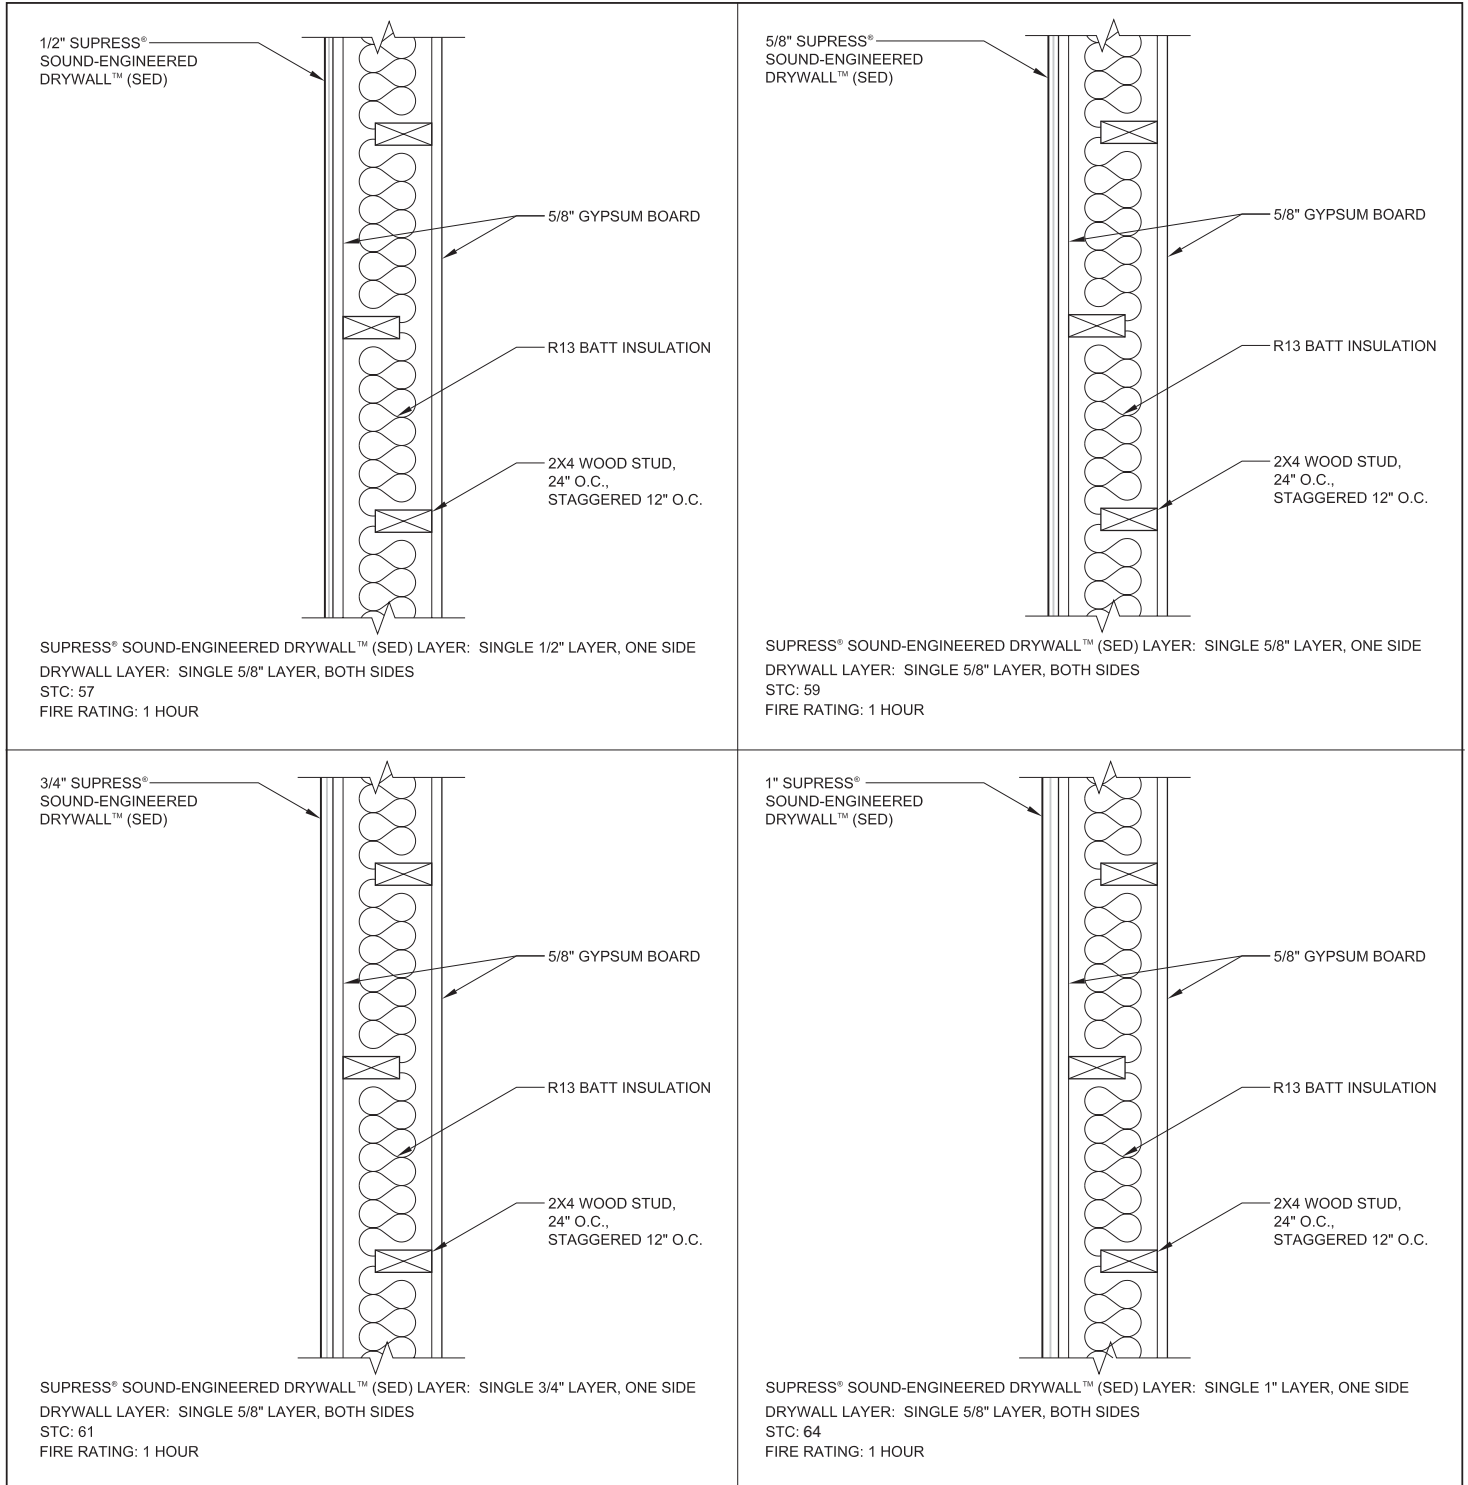 1/2" SUPRESS®
SOUND-ENGINEERED
DRYWALL™ (SED)
5/8" GYPSUM BOARD
R13 BATT INSULATION
2X4 WOOD STUD,
24" O.C.,
STAGGERED 12" O.C.
SUPRESS® SOUND-ENGINEERED DRYWALL™ (SED) LAYER: SINGLE 1/2" LAYER, ONE SIDE
DRYWALL LAYER: SINGLE 5/8" LAYER, BOTH SIDES
STC: 57
FIRE RATING: 1 HOUR
5/8" SUPRESS®
SOUND-ENGINEERED
DRYWALL™ (SED)
5/8" GYPSUM BOARD
R13 BATT INSULATION
2X4 WOOD STUD,
24" O.C.,
STAGGERED 12" O.C.
SUPRESS® SOUND-ENGINEERED DRYWALL™ (SED) LAYER: SINGLE 5/8" LAYER, ONE SIDE
DRYWALL LAYER: SINGLE 5/8" LAYER, BOTH SIDES
STC: 59
FIRE RATING: 1 HOUR
3/4" SUPRESS®
SOUND-ENGINEERED
DRYWALL™ (SED)
5/8" GYPSUM BOARD
R13 BATT INSULATION
2X4 WOOD STUD,
24" O.C.,
STAGGERED 12" O.C.
SUPRESS® SOUND-ENGINEERED DRYWALL™ (SED) LAYER: SINGLE 3/4" LAYER, ONE SIDE
DRYWALL LAYER: SINGLE 5/8" LAYER, BOTH SIDES
STC: 61
FIRE RATING: 1 HOUR
1" SUPRESS®
SOUND-ENGINEERED
DRYWALL™ (SED)
5/8" GYPSUM BOARD
R13 BATT INSULATION
2X4 WOOD STUD,
24" O.C.,
STAGGERED 12" O.C.
SUPRESS® SOUND-ENGINEERED DRYWALL™ (SED) LAYER: SINGLE 1" LAYER, ONE SIDE
DRYWALL LAYER: SINGLE 5/8" LAYER, BOTH SIDES
STC: 64
FIRE RATING: 1 HOUR